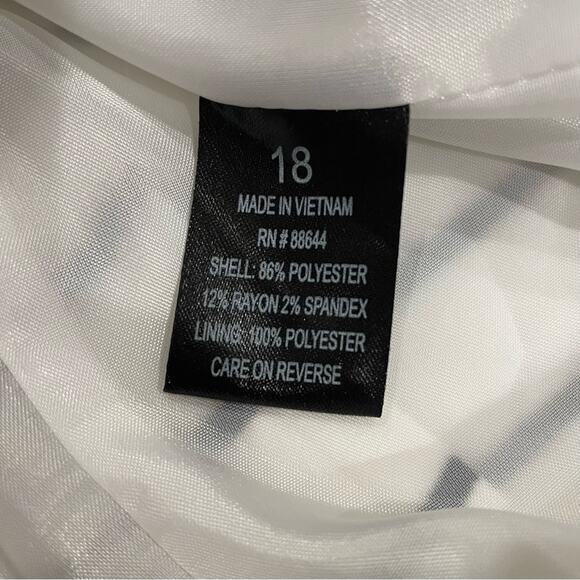 18
MADE IN VIETNAM
RN # 88644
SHELL: 86% POLYESTER
12% RAYON 2% SPANDEX
LINING: 100% POLYESTER
CARE ON REVERSE